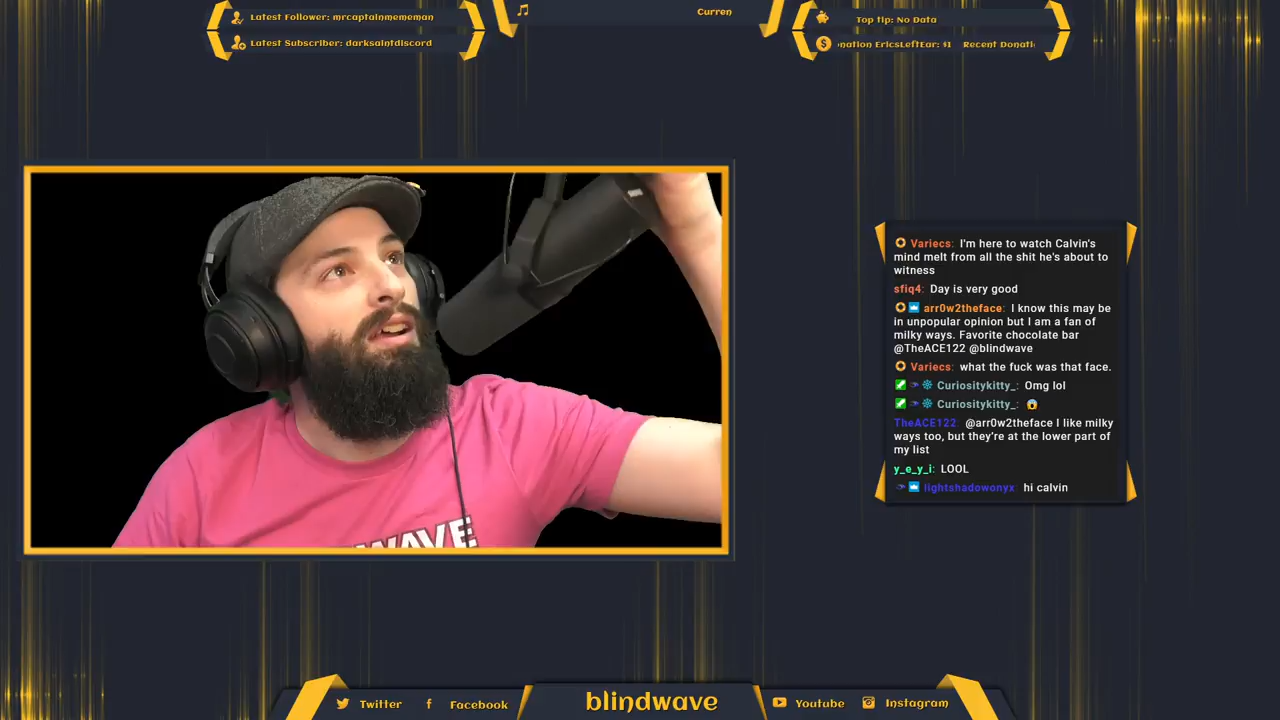 Latest Follower: mrcaptainmememan
Latest Subscriber: darksaintdiscord
Curren
Top tip: No Data
nation EricsLeftEar: $1 Recent Donati
Variecs: I'm here to watch Calvin's
mind melt from all the shit he's about to
witness
sfiq4: Day is very good
arr0w2theface: I know this may be
in unpopular opinion but I am a fan of
milky ways. Favorite chocolate bar
@TheACE122 @blindwave
Variecs: what the fuck was that face.
Curiositykitty_: Omg lol
Curiositykitty_: 😱
TheACE122: @arr0w2theface I like milky
ways too, but they're at the lower part of
my list
y_e_y_i: LOOL
lightshadowonyx: hi calvin
WAVE
Twitter
Facebook
blindwave
Youtube
Instagram